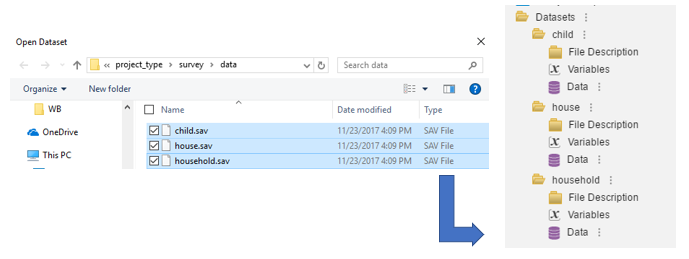 Open Dataset
« project_type › survey › data
Search data
Organize
New folder
WB
OneDrive
This PC
Name
Date modified
Type
child.sav
11/23/2017 4:09 PM
SAV File
house.sav
11/23/2017 4:09 PM
SAV File
household.sav
11/23/2017 4:09 PM
SAV File
Datasets
child
File Description
Variables
Data
house
File Description
Variables
Data
household
File Description
Variables
Data